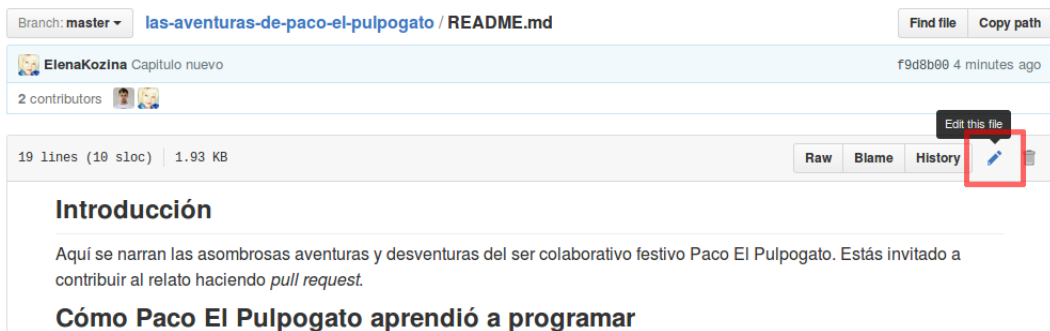 Branch: master las-aventuras-de-paco-el-pulpogato / README.md Find file Copy path
ElenaKozina Capitulo nuevo f9d8b00 4 minutes ago
2 contributors
Edit this file
19 lines (10 sloc) 1.93 KB Raw Blame History
Introducción
Aquí se narran las asombrosas aventuras y desventuras del ser colaborativo festivo Paco El Pulpogato. Estás invitado a
contribuir al relato haciendo pull request.
Cómo Paco El Pulpogato aprendió a programar